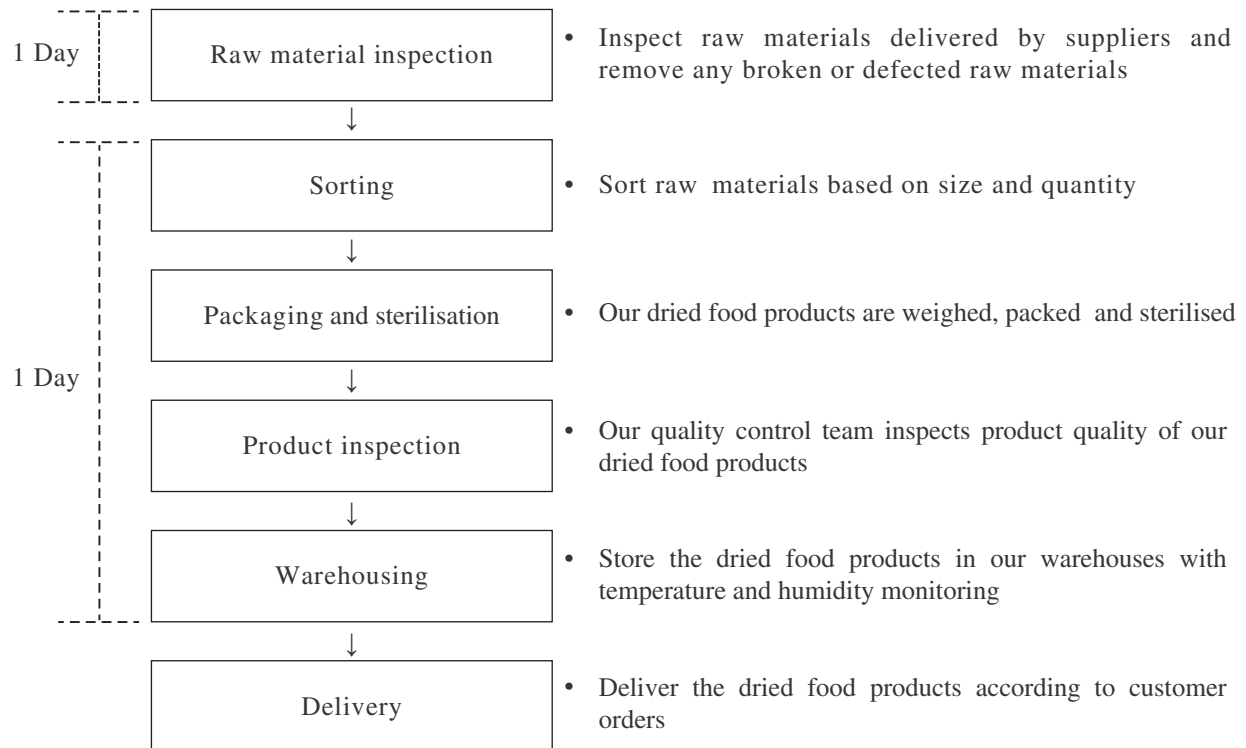 1 Day
Raw material inspection
• Inspect raw materials delivered by suppliers and
remove any broken or defected raw materials
↓
Sorting
• Sort raw materials based on size and quantity
↓
1 Day
Packaging and sterilisation
• Our dried food products are weighed, packed and sterilised
↓
Product inspection
• Our quality control team inspects product quality of our
dried food products
↓
Warehousing
• Store the dried food products in our warehouses with
temperature and humidity monitoring
↓
Delivery
• Deliver the dried food products according to customer
orders